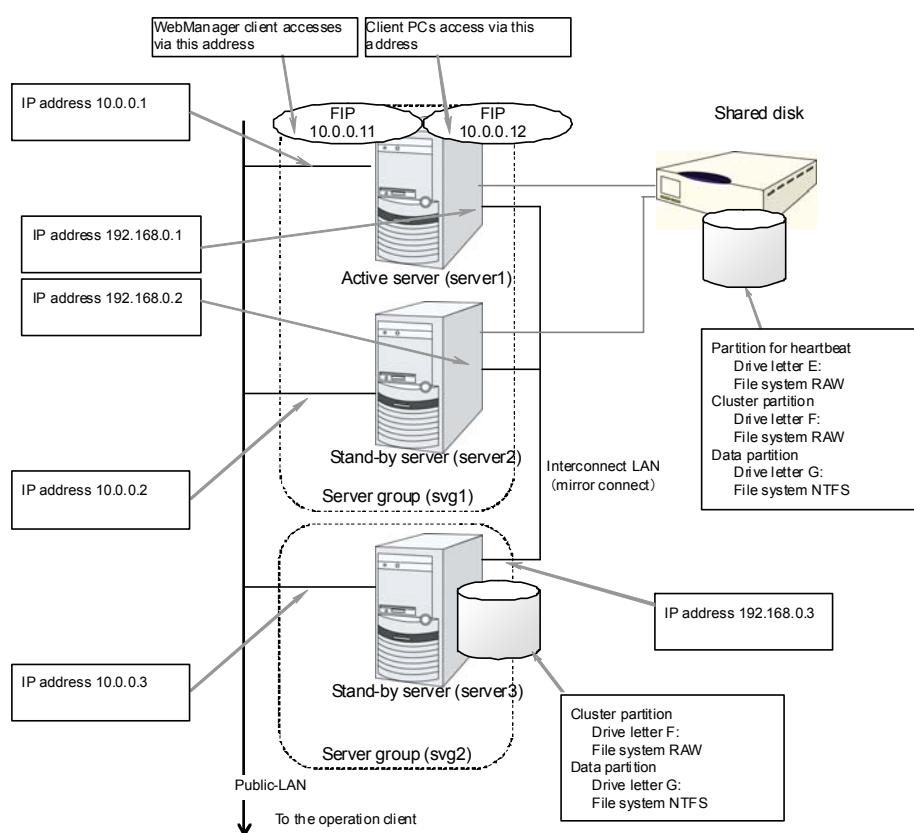 WebManager client accesses
via this address
Client PCs access via this
address
IP address 10.0.0.1
FIP
10.0.0.11
FIP
10.0.0.12
Shared disk
IP address 192.168.0.1
Active server (server1)
IP address 192.168.0.2
Partition for heartbeat
Drive letter E:
File system RAW
Cluster partition
Drive letter F:
File system RAW
Data partition
Drive letter G:
File system NTFS
Stand-by server (server2)
Interconnect LAN
(mirror connect)
IP address 10.0.0.2
Server group (svg1)
IP address 192.168.0.3
IP address 10.0.0.3
Stand-by server (server3)
Cluster partition
Drive letter F:
File system RAW
Data partition
Drive letter G:
File system NTFS
Server group (svg2)
Public-LAN
To the operation client